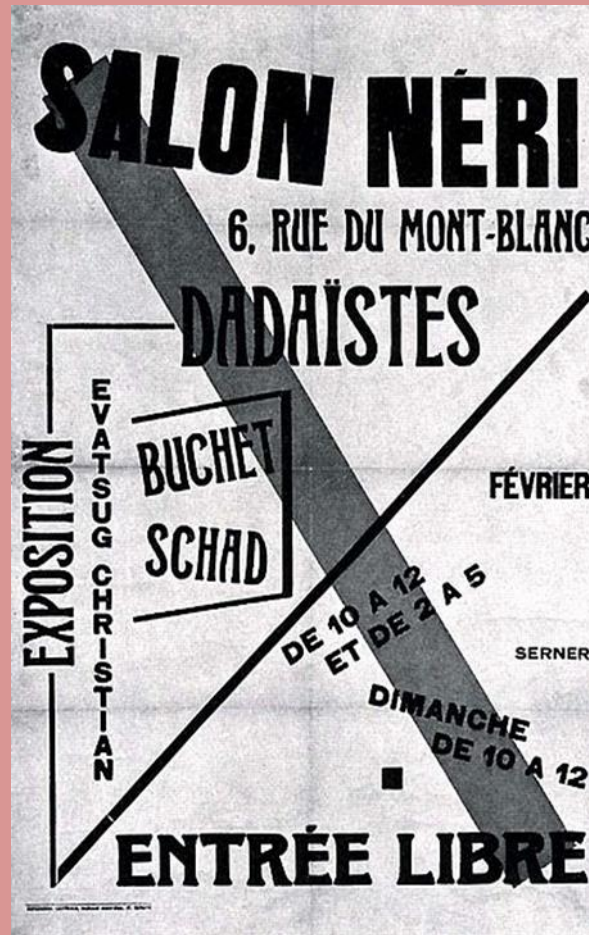 SALON NÉRI
6, RUE DU MONT-BLANC
DADAÏSTES
EXPOSITION
EVATSUG CHRISTIAN
BUCHET
SCHAD
FÉVRIER
DE 10 A 12
ET DE 2 A 5
SERNER
DIMANCHE
DE 10 A 12
ENTRÉE LIBRE